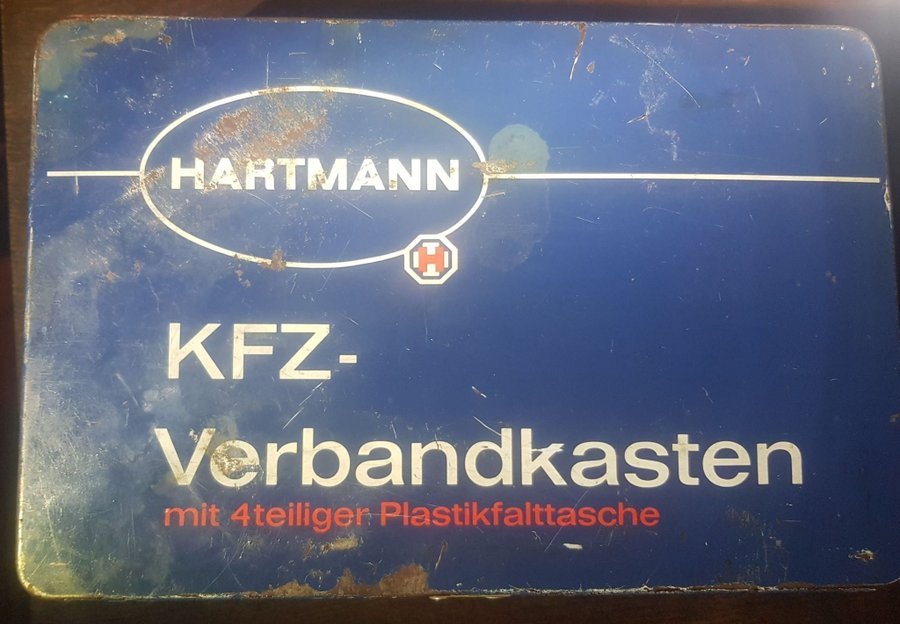 HARTMANN
H
KFZ-
Verbandkasten
mit 4teiliger Plastikfalttasche